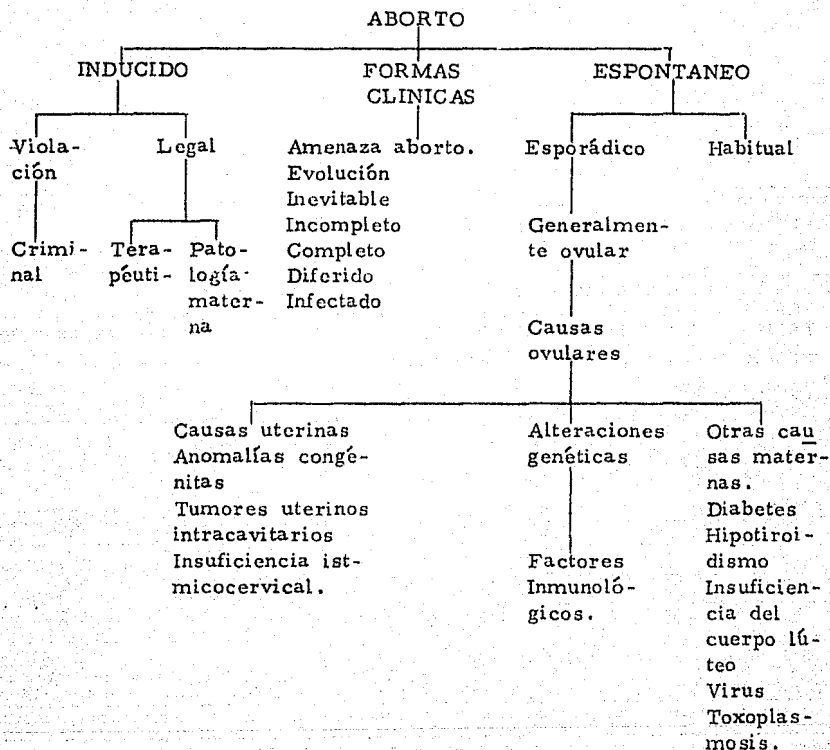 ABORTO
INDUCIDO
-Viola-
ción
Crimi-
nal
Legal
Tera-
péuti-
Pato-
logía
mater-
na
FORMAS
CLINICAS
Amenaza aborto.
Evolución
Inevitable
Incompleto
Completo
Diferido
Infectado
ESPONTANEO
Esporádico
Habitual
Generalmen-
te ovular
Causas
ovulares
Causas uterinas
Anomalías congé-
nitas
Tumores uterinos
intracavitarios
Insuficiencia ist-
micocervical.
Alteraciones
genéticas
Factores
Inmunoló-
gicos.
Otras cau
sas mater-
nas.
Diabetes
Hipotiroi-
dismo
Insuficien-
cia del
cuerpo lú-
teo
Virus
Toxoplas-
mosis.